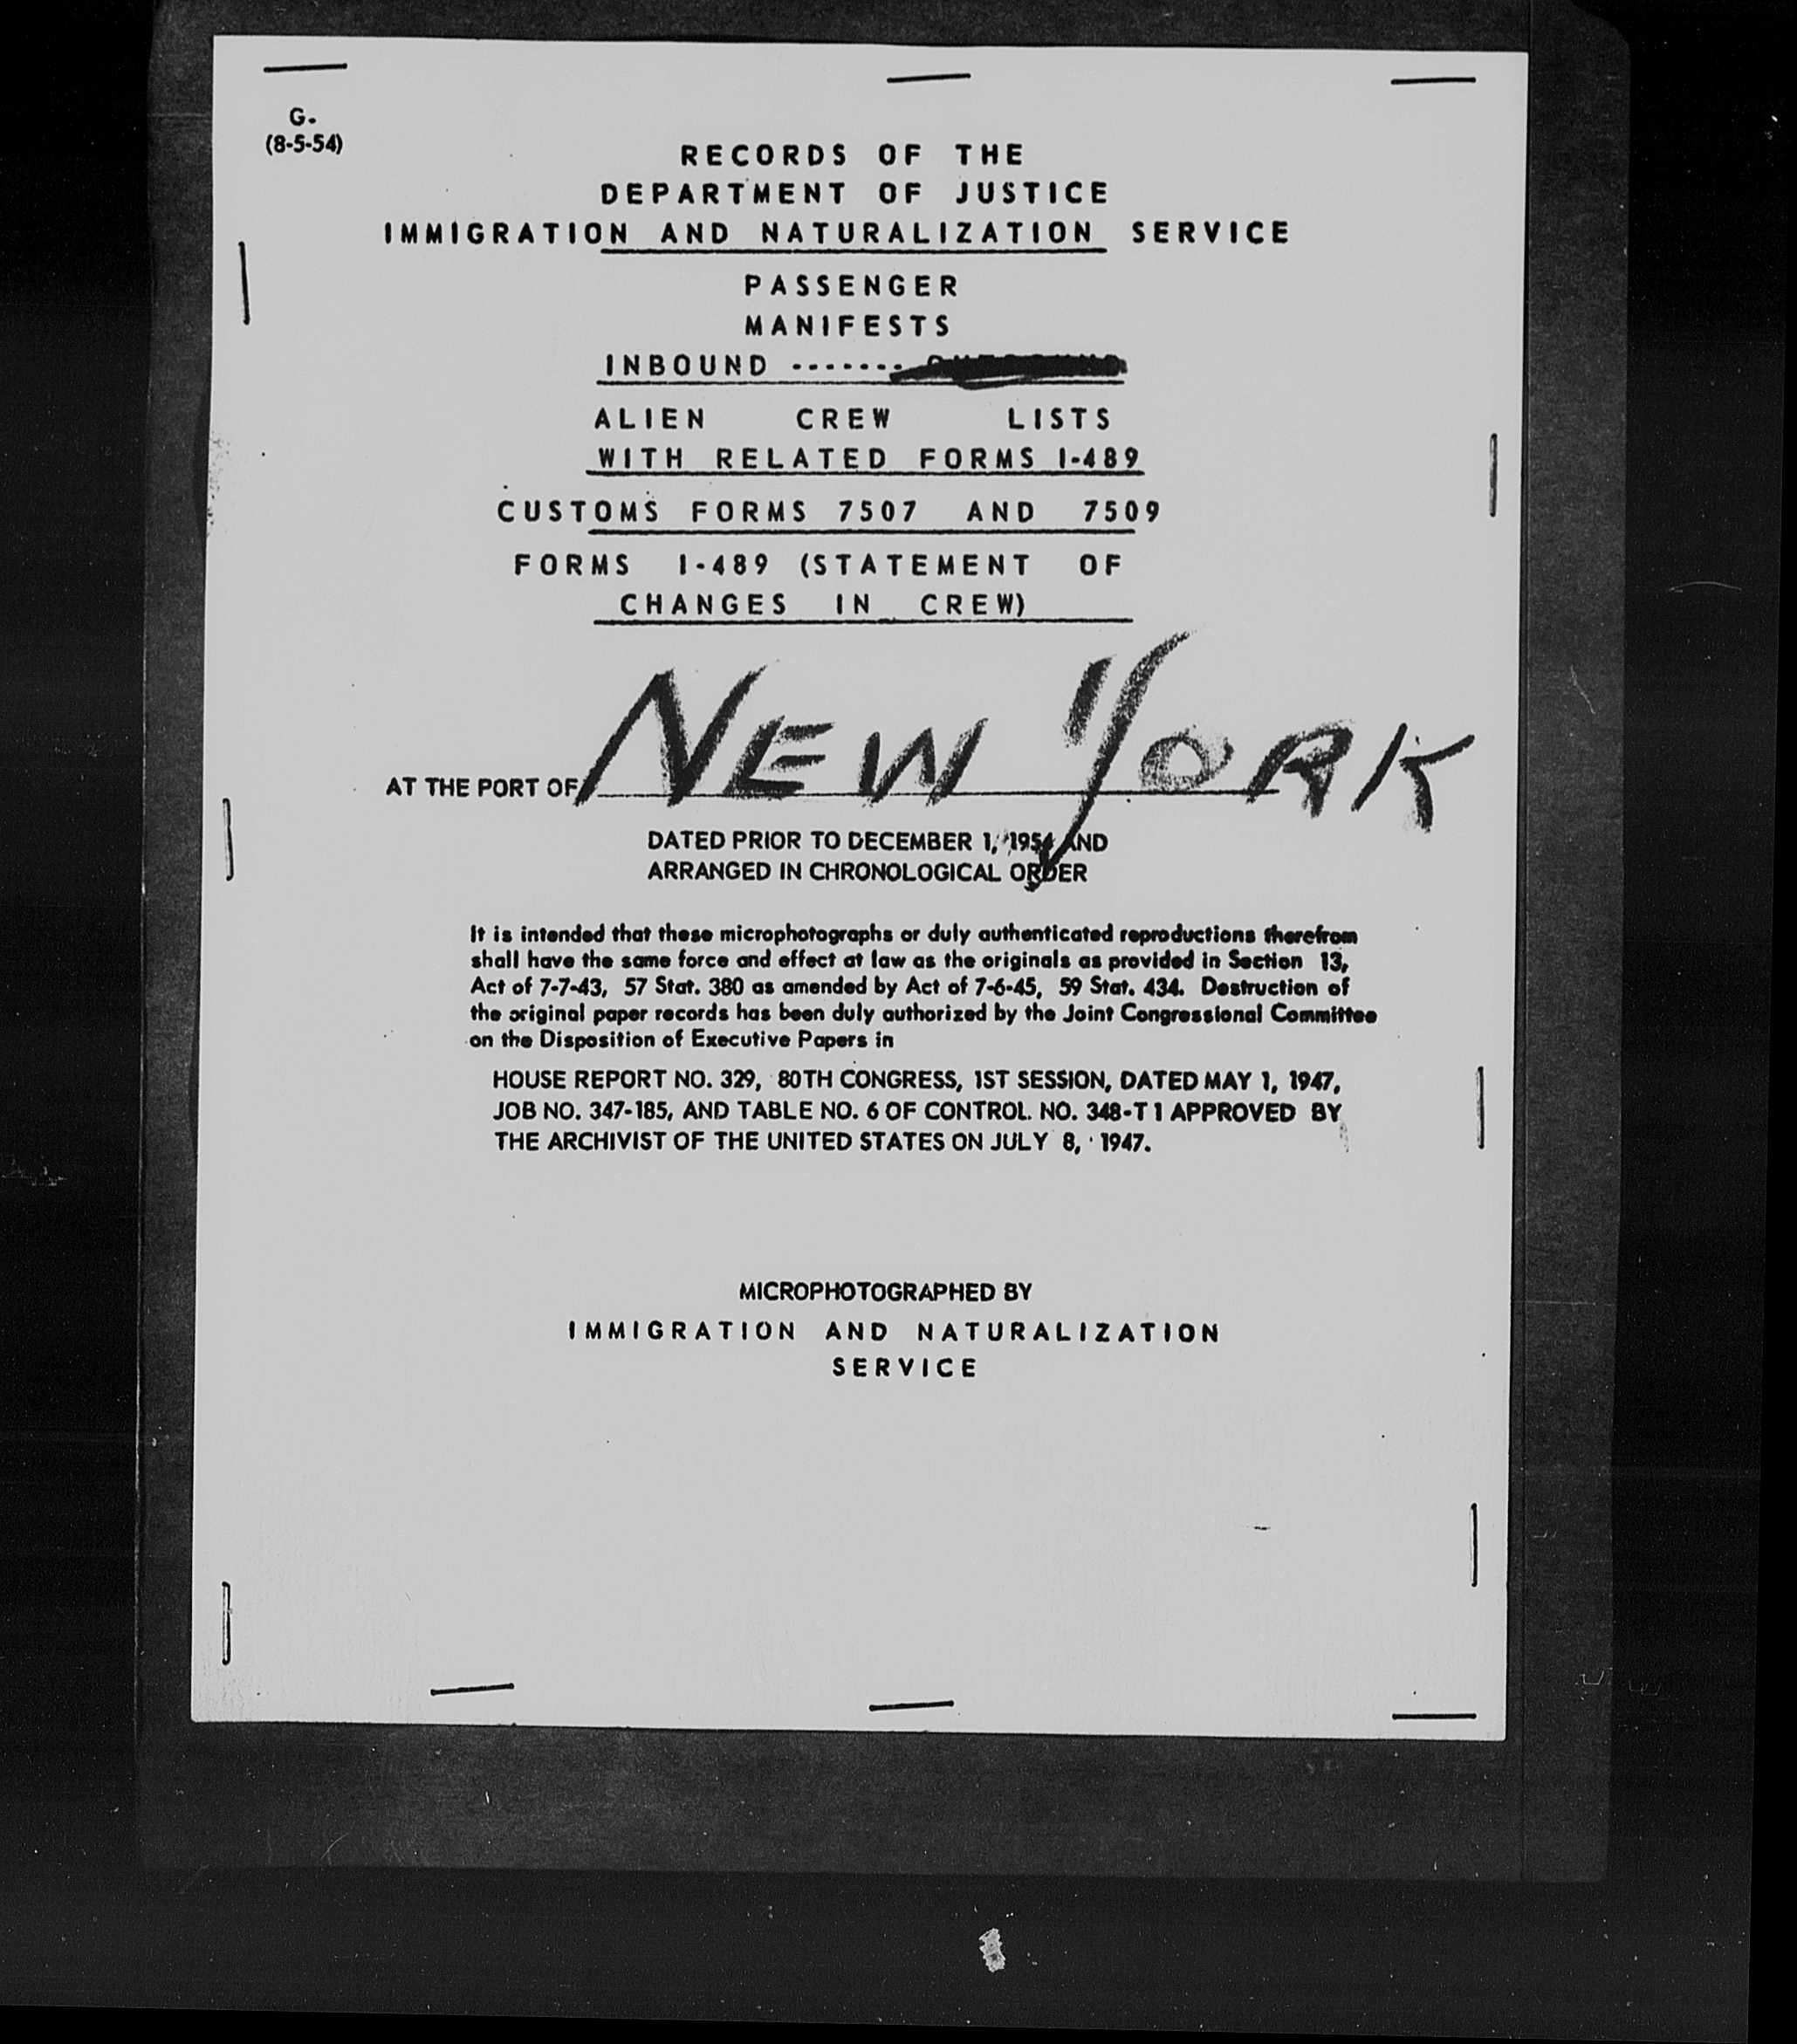 G.
(8-5-54)
RECORDS OF THE
DEPARTMENT OF JUSTICE
IMMIGRATION AND NATURALIZATION SERVICE
PASSENGER
MANIFESTS
INBOUND -------
ALIEN CREW LISTS
WITH RELATED FORMS I-489
CUSTOMS FORMS 7507 AND 7509
FORMS I-489 (STATEMENT OF
CHANGES IN CREW)
AT THE PORT OF NEW YORK
DATED PRIOR TO DECEMBER 1, 1954 AND
ARRANGED IN CHRONOLOGICAL ORDER
It is intended that these microphotographs or duly authenticated reproductions therefrom
shall have the same force and effect at law as the originals as provided in Section 13,
Act of 7-7-43, 57 Stat. 380 as amended by Act of 7-6-45, 59 Stat. 434. Destruction of
the original paper records has been duly authorized by the Joint Congressional Committee
on the Disposition of Executive Papers in
HOUSE REPORT NO. 329, 80TH CONGRESS, 1ST SESSION, DATED MAY 1, 1947,
JOB NO. 347-185, AND TABLE NO. 6 OF CONTROL. NO. 348-T1 APPROVED BY
THE ARCHIVIST OF THE UNITED STATES ON JULY 8, 1947.
MICROPHOTOGRAPHED BY
IMMIGRATION AND NATURALIZATION
SERVICE